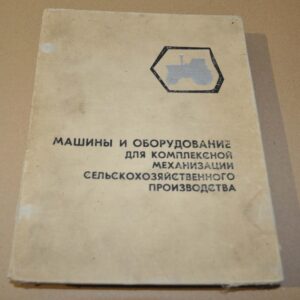 МАШИНЫ И ОБОРУДОВАНИЕ
ДЛЯ КОМПЛЕКСНОЙ
МЕХАНИЗАЦИИ
СЕЛЬСКОХОЗЯЙСТВЕННОГО
ПРОИЗВОДСТВА